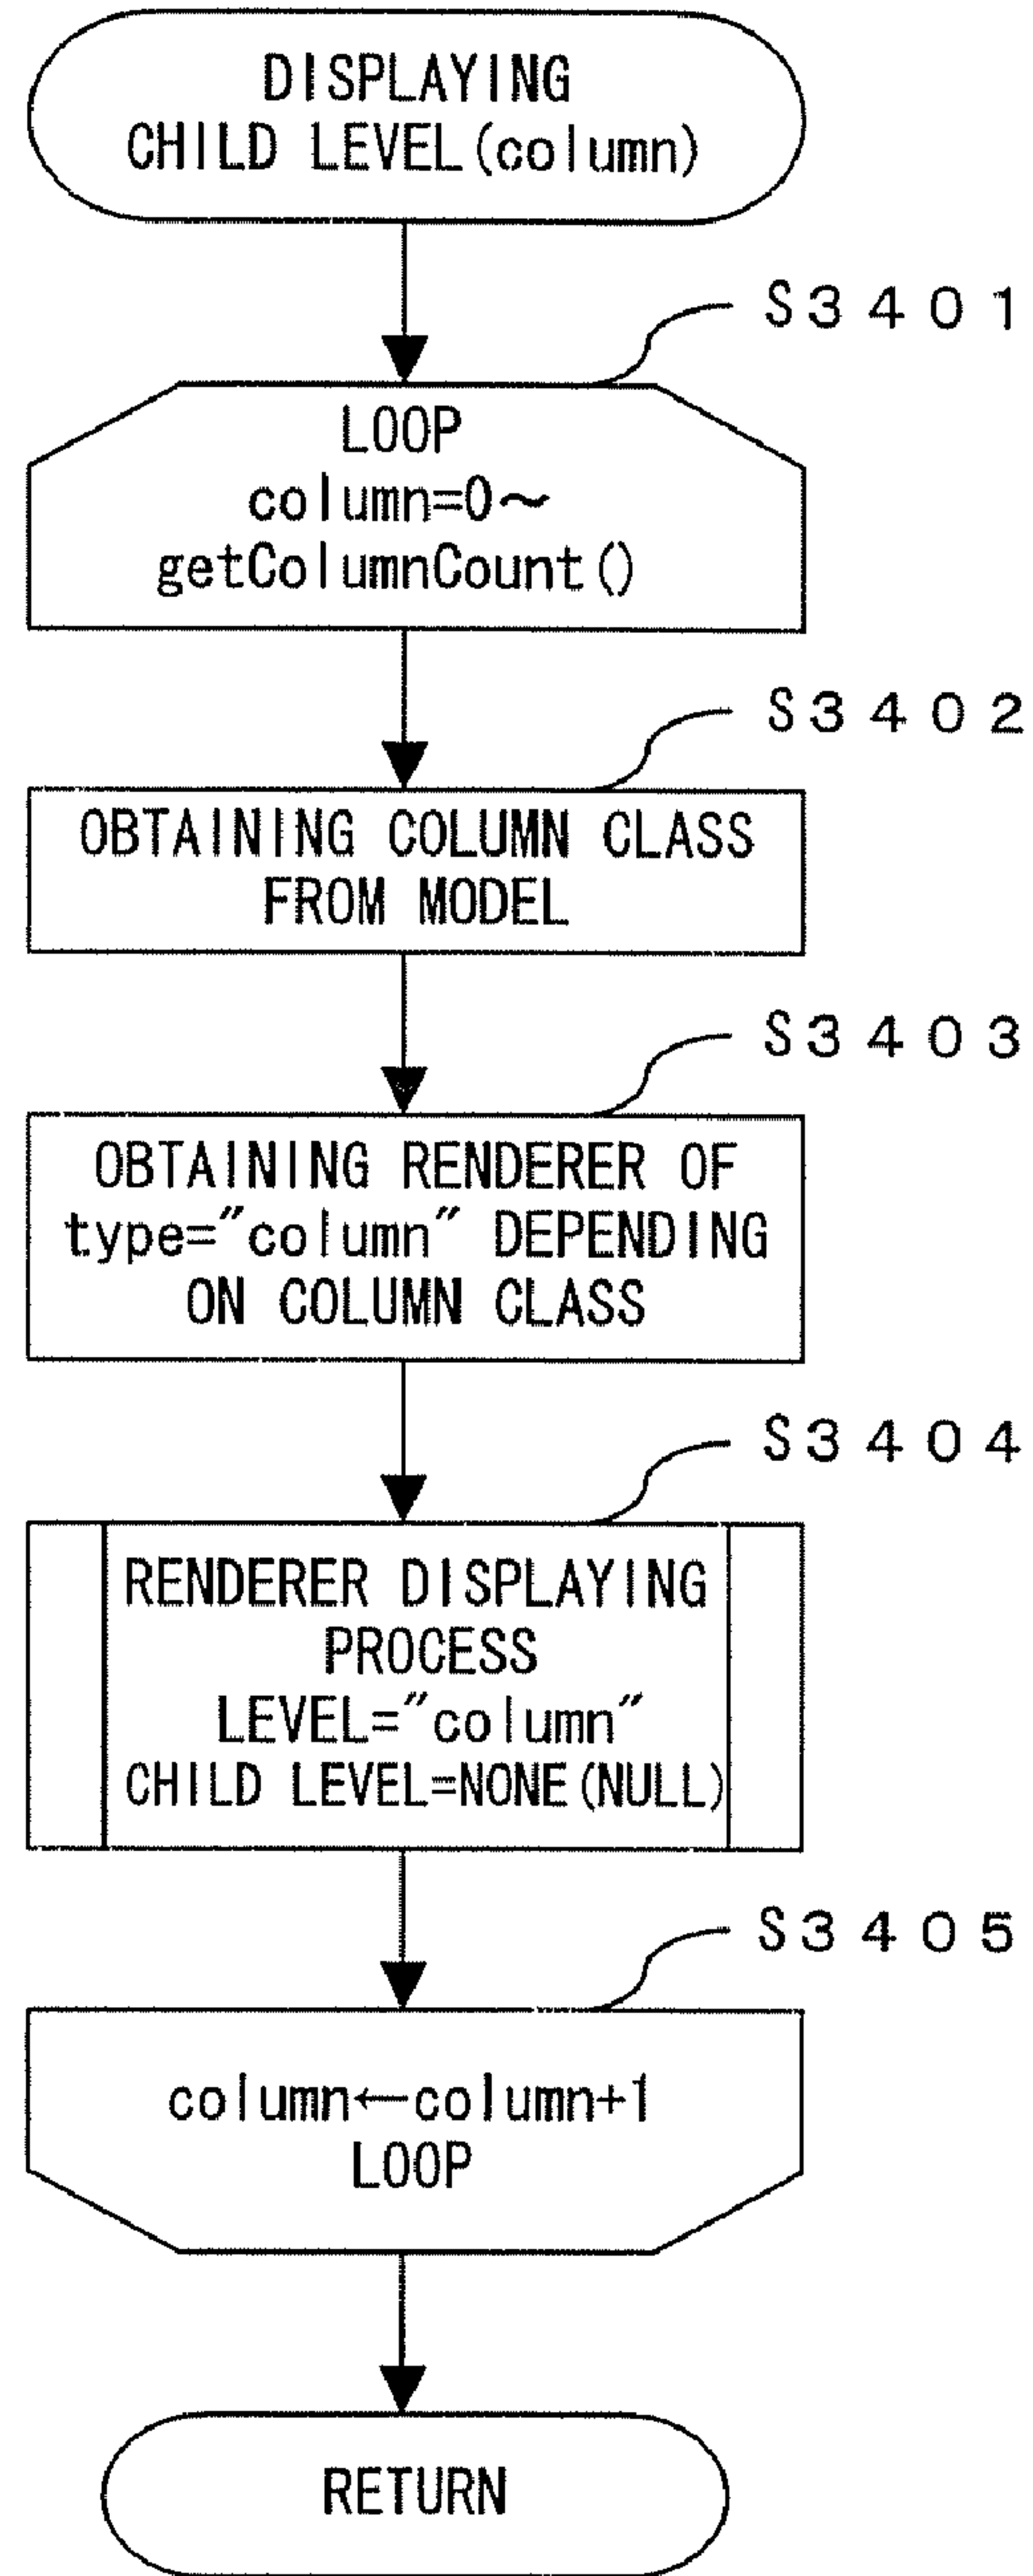 DISPLAYING
CHILD LEVEL(column)
S3401
LOOP
column=0～
getColumnCount()
S3402
OBTAINING COLUMN CLASS
FROM MODEL
S3403
OBTAINING RENDERER OF
type="column" DEPENDING
ON COLUMN CLASS
S3404
RENDERER DISPLAYING
PROCESS
LEVEL="column"
CHILD LEVEL=NONE(NULL)
S3405
column←column+1
LOOP
RETURN